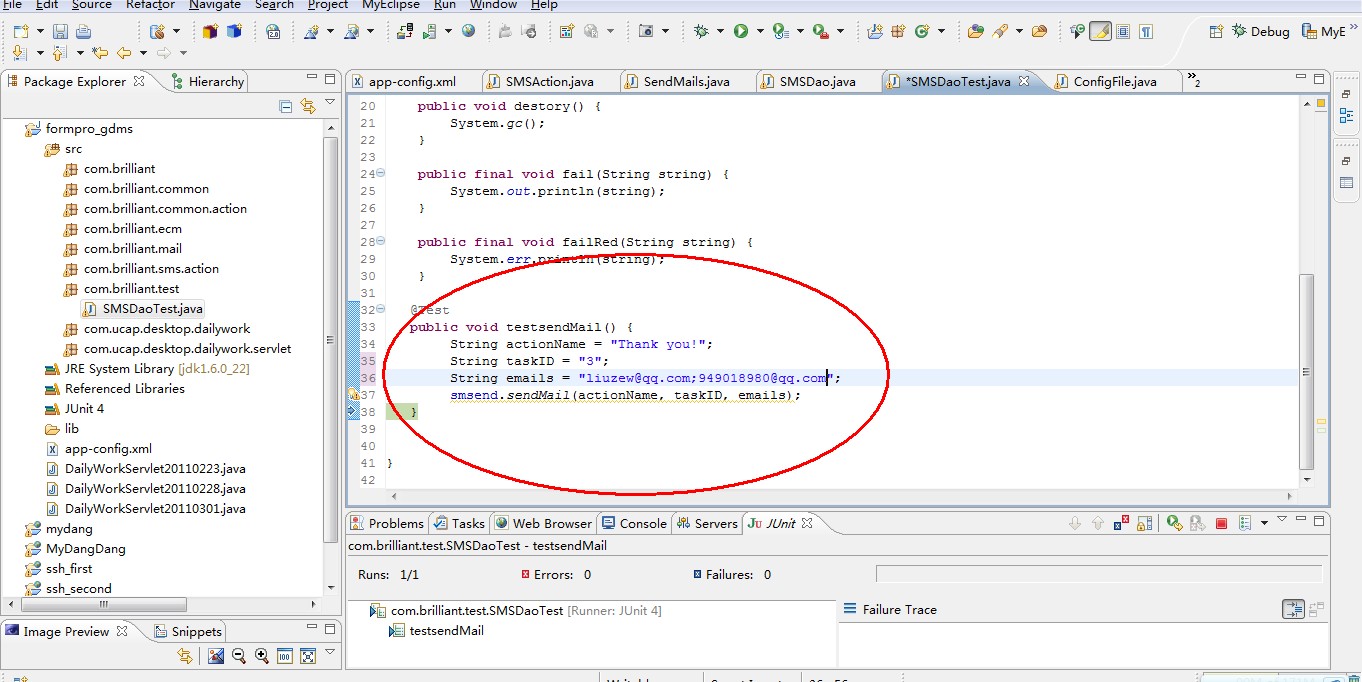 File Edit Source Refactor Navigate Search Project MyEclipse Run Window Help
Debug MyE »
Package Explorer Hierarchy
app-config.xml SMSAction.java SendMails.java SMSDao.java *SMSDaoTest.java ConfigFile.java »2
formpro_gdms
src
com.brilliant
com.brilliant.common
com.brilliant.common.action
com.brilliant.ecm
com.brilliant.mail
com.brilliant.sms.action
com.brilliant.test
SMSDaoTest.java
com.ucap.desktop.dailywork
com.ucap.desktop.dailywork.servlet
JRE System Library [jdk1.6.0_22]
Referenced Libraries
JUnit 4
lib
app-config.xml
DailyWorkServlet20110223.java
DailyWorkServlet20110228.java
DailyWorkServlet20110301.java
mydang
MyDangDang
ssh_first
ssh_second
20 public void destory() {
21 System.gc();
22 }
23
24 public final void fail(String string) {
25 System.out.println(string);
26 }
27
28 public final void failRed(String string) {
29 System.err.println(string);
30 }
31
32 @Test
33 public void testsendMail() {
34 String actionName = "Thank you!";
35 String taskID = "3";
36 String emails = "liuzew@qq.com;949018980@qq.com";
37 smsend.sendMail(actionName, taskID, emails);
38 }
39
40
41 }
42
Problems Tasks Web Browser Console Servers JUnit
com.brilliant.test.SMSDaoTest - testsendMail
Runs: 1/1 Errors: 0 Failures: 0
com.brilliant.test.SMSDaoTest [Runner: JUnit 4]
testsendMail
Failure Trace
Image Preview Snippets